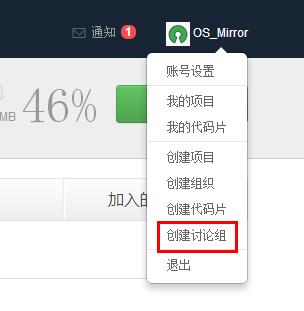 通知 1 OS_Mirror
账号设置
我的项目
MB 46%
我的代码片
创建项目
创建组织
加入的
创建代码片
创建讨论组
退出